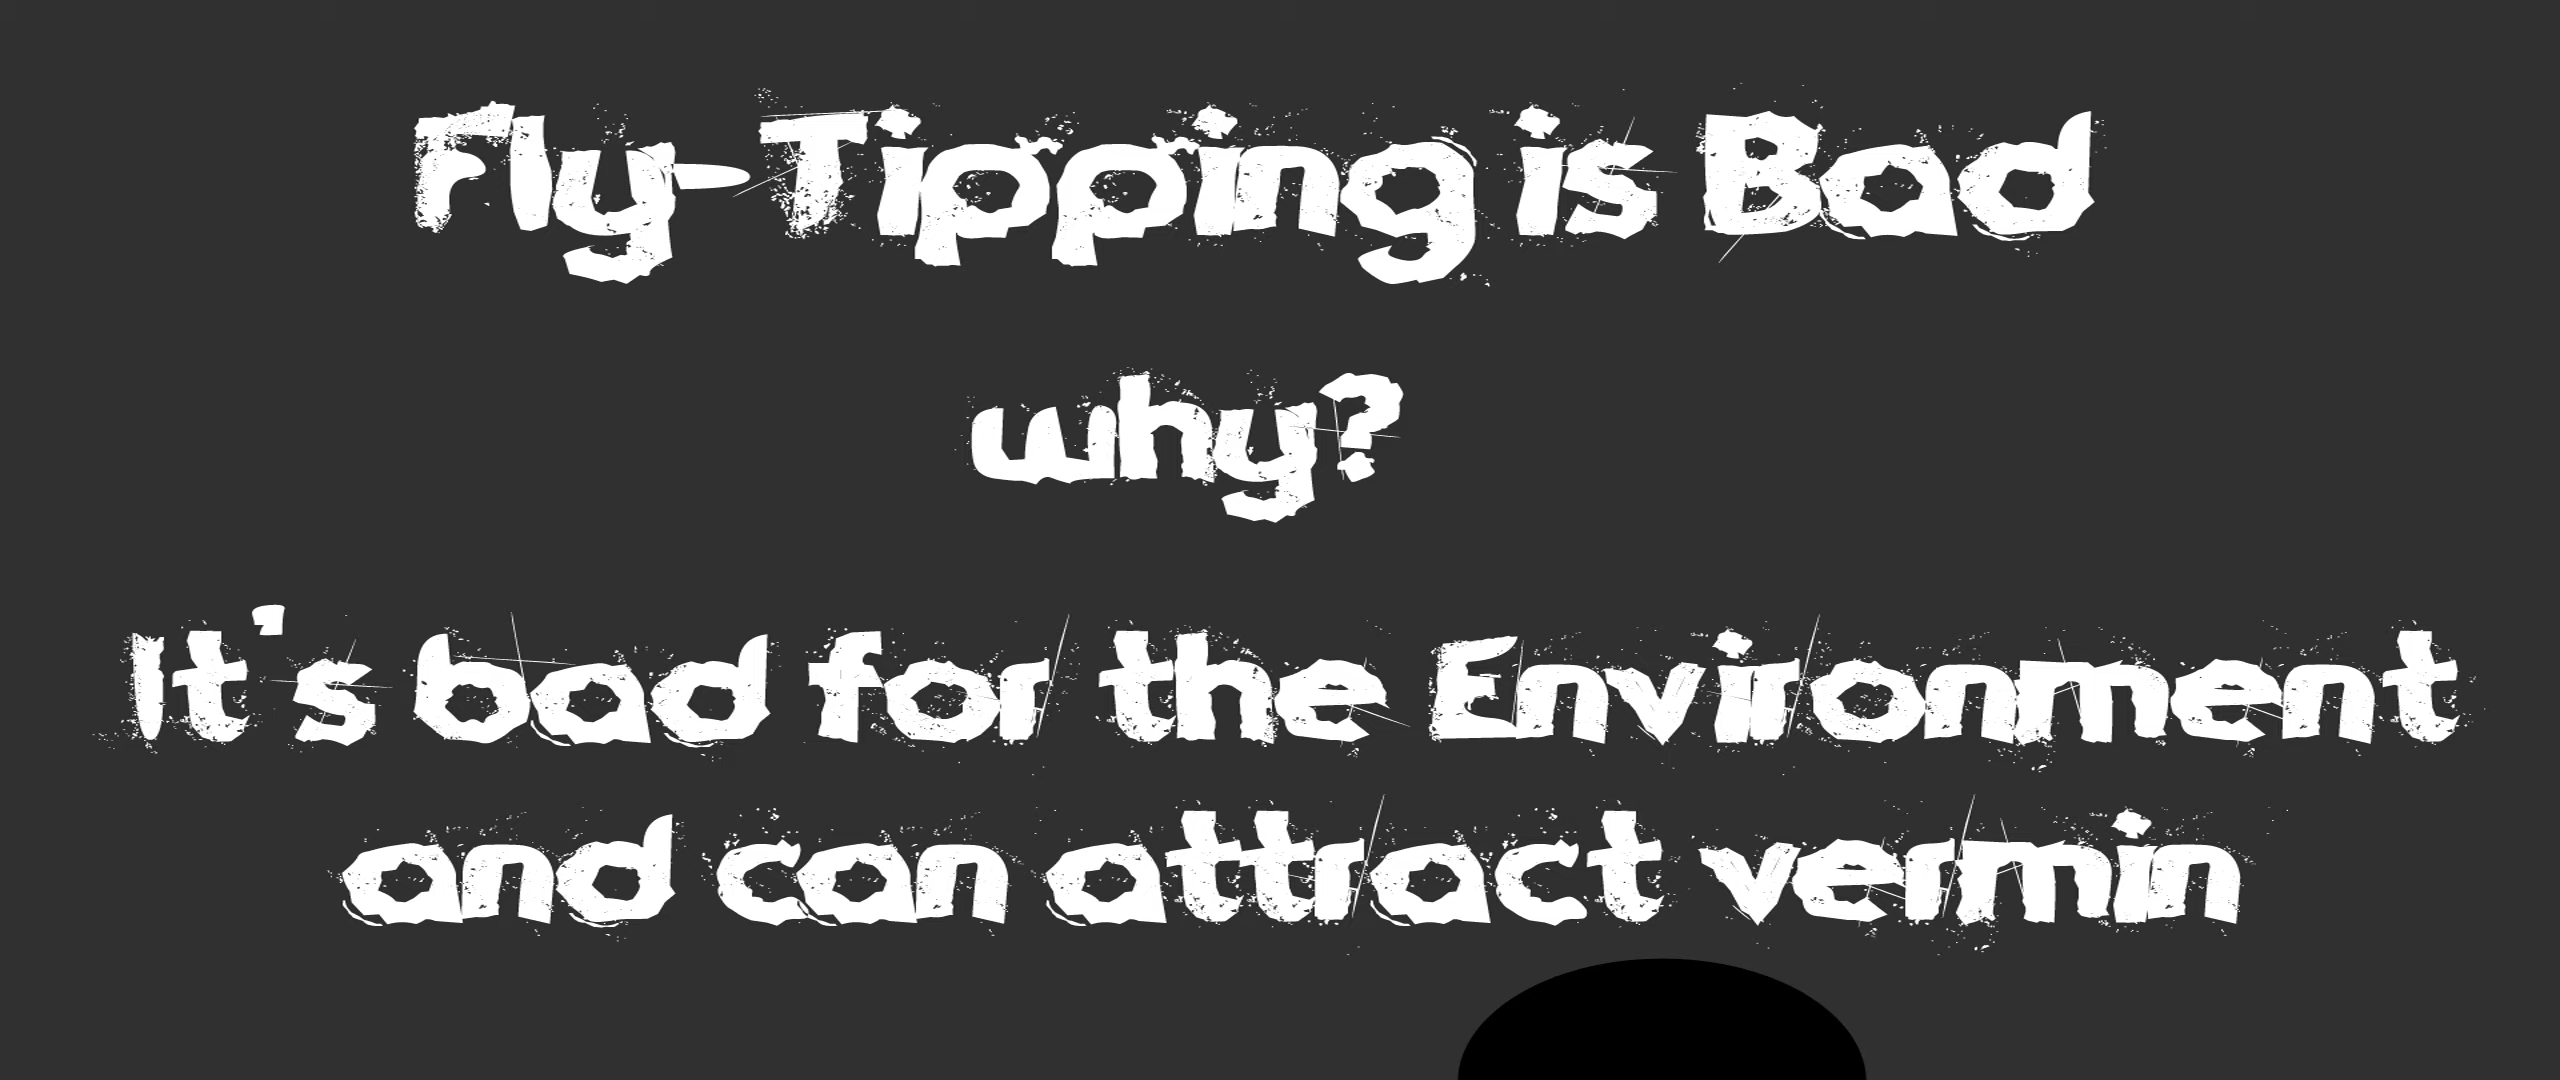 Fly-Tipping is Bad
why?
It's bad for the Environment
and can attract vermin